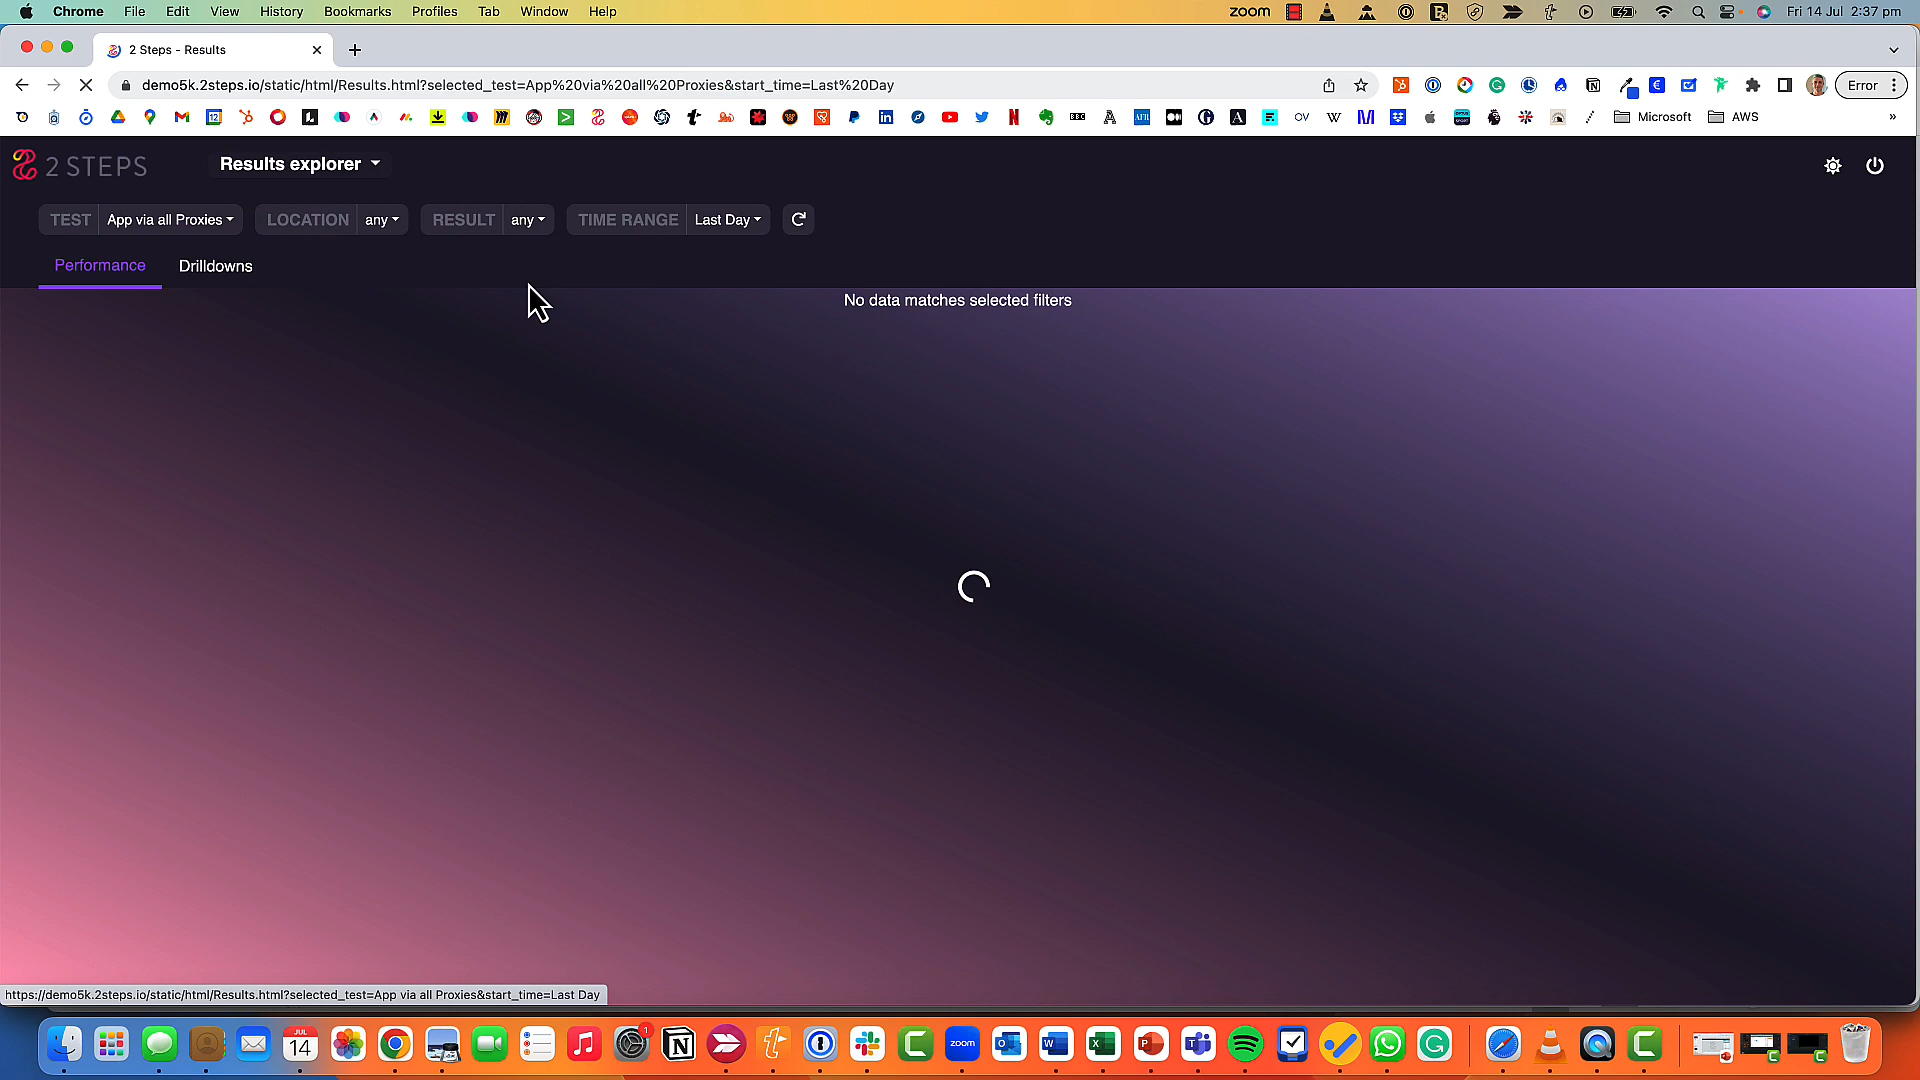 Chrome File Edit View History Bookmarks Profiles Tab Window Help zoom Fri 14 Jul 2:37 pm
2 Steps - Results
demo5k.2steps.io/static/html/Results.html?selected_test=App%20via%20all%20Proxies&start_time=Last%20Day Error
Microsoft AWS
2 STEPS Results explorer
TEST App via all Proxies LOCATION any RESULT any TIME RANGE Last Day
Performance Drilldowns
No data matches selected filters
https://demo5k.2steps.io/static/html/Results.html?selected_test=App via all Proxies&start_time=Last Day
JUL
14
1
zoom